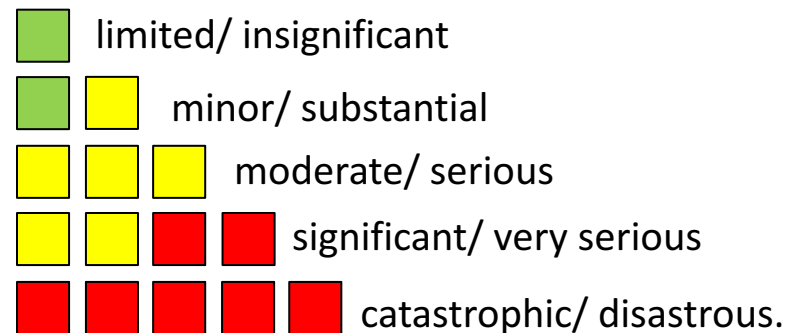 limited/ insignificant
minor/ substantial
moderate/ serious
significant/ very serious
catastrophic/ disastrous.